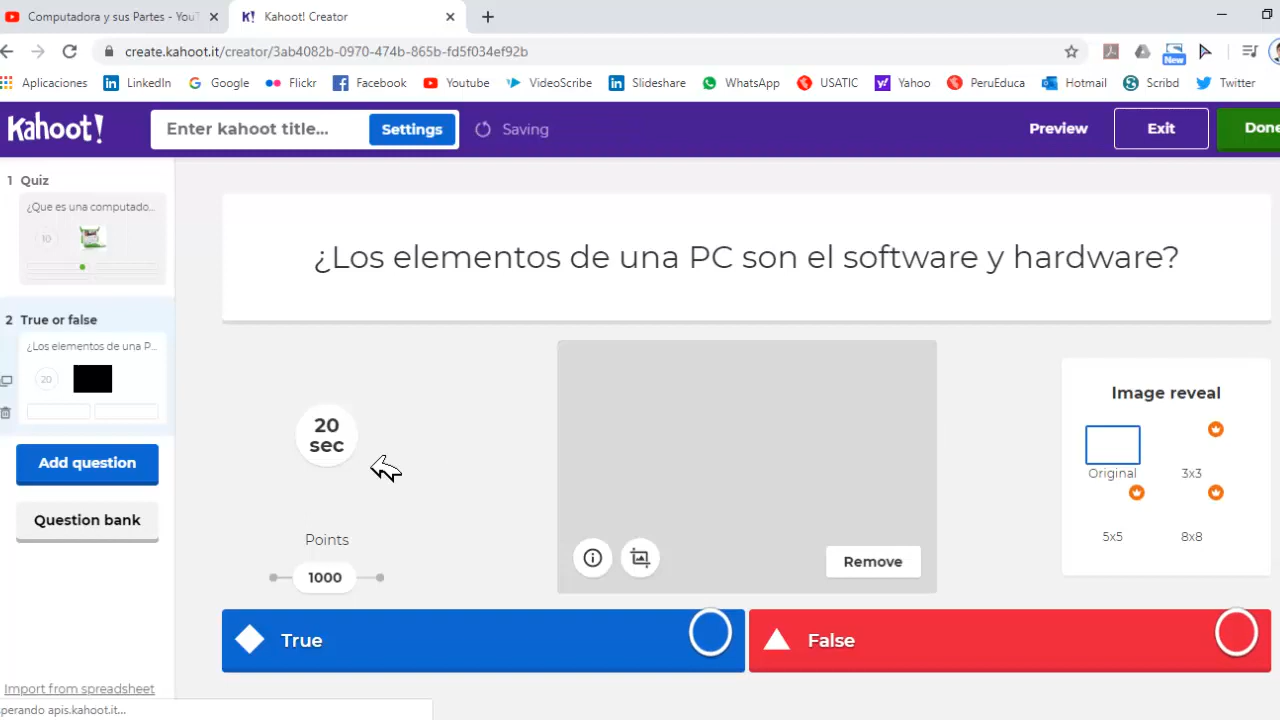 Computadora y sus Partes - YouT
Kahoot! Creator
create.kahoot.it/creator/3ab4082b-0970-474b-865b-fd5f034ef92b
New
Aplicaciones
LinkedIn
Google
Flickr
Facebook
Youtube
VideoScribe
Slideshare
WhatsApp
USATIC
Yahoo
PeruEduca
Hotmail
Scribd
Twitter
Kahoot!
Enter kahoot title...
Settings
Saving
Preview
Exit
Done
1 Quiz
¿Que es una computado...
10
2 True or false
¿Los elementos de una P...
20
Add question
Question bank
Import from spreadsheet
perando apis.kahoot.it...
¿Los elementos de una PC son el software y hardware?
20
sec
Points
1000
Remove
Image reveal
Original
3x3
5x5
8x8
True
False